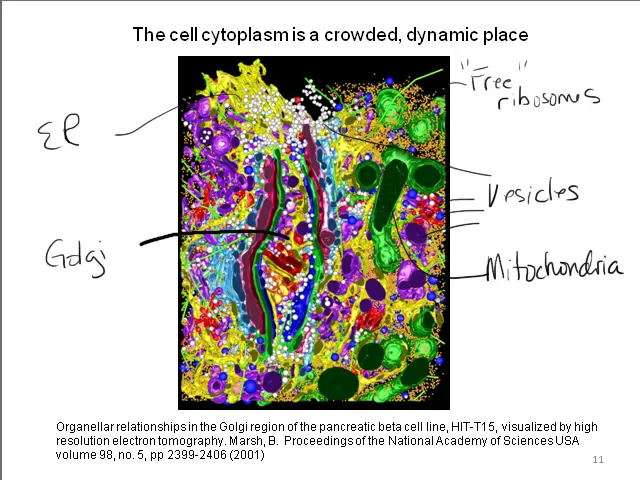 The cell cytoplasm is a crowded, dynamic place
"Free"
ribosomes
ER
Vesicles
Golgi
Mitochondria
Organellar relationships in the Golgi region of the pancreatic beta cell line, HIT-T15, visualized by high
resolution electron tomography. Marsh, B. Proceedings of the National Academy of Sciences USA
volume 98, no. 5, pp 2399-2406 (2001)
11